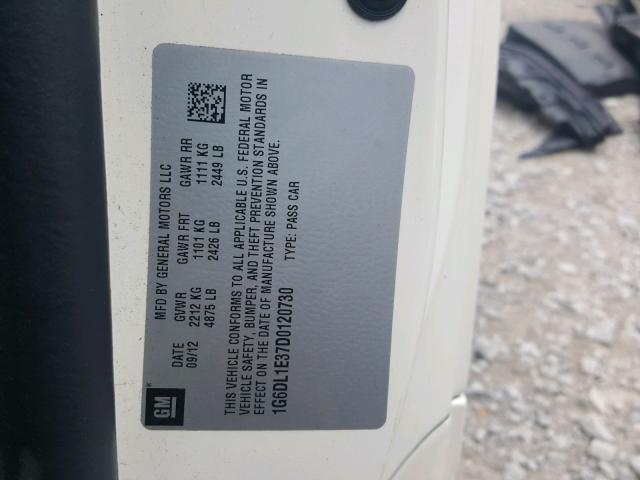 GM
MFD BY GENERAL MOTORS LLC
DATE GVWR GAWR FRT GAWR RR
09/12 2212 KG 1101 KG 1111 KG
4875 LB 2426 LB 2449 LB
THIS VEHICLE CONFORMS TO ALL APPLICABLE U.S. FEDERAL MOTOR
VEHICLE SAFETY, BUMPER, AND THEFT PREVENTION STANDARDS IN
EFFECT ON THE DATE OF MANUFACTURE SHOWN ABOVE.
1G6DL1E37D0120730 TYPE: PASS CAR